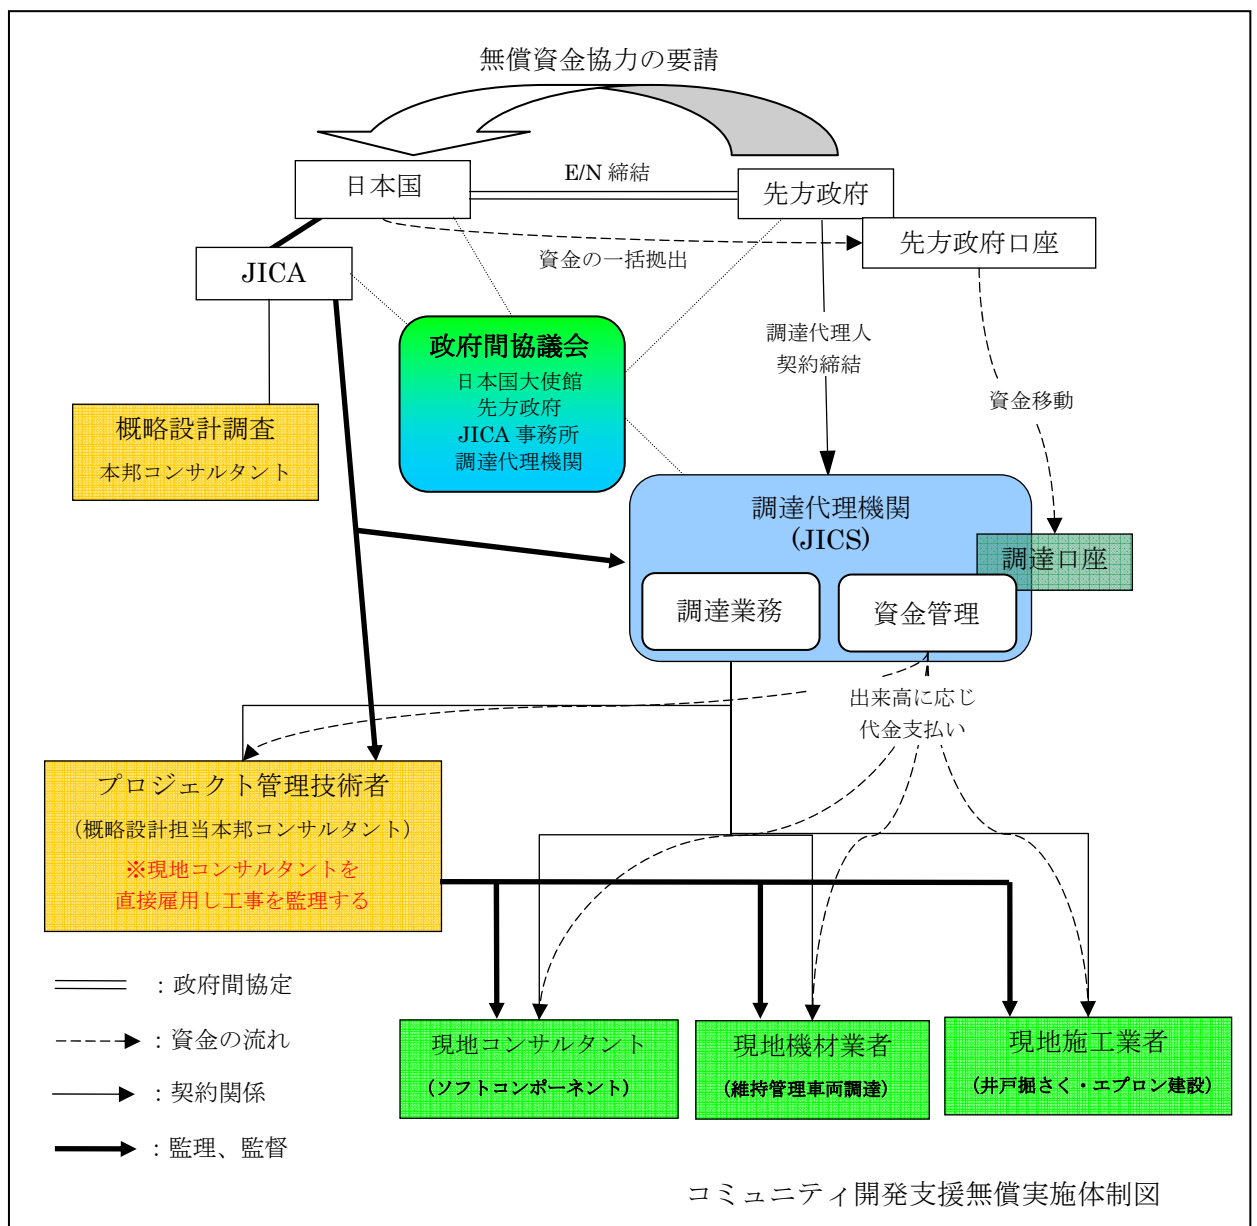 無償資金協力の要請
日本国
E/N 締結
先方政府
先方政府口座
資金の一括拠出
JICA
政府間協議会
日本国大使館
先方政府
JICA 事務所
調達代理機関
調達代理人
契約締結
資金移動
概略設計調査
本邦コンサルタント
調達代理機関
(JICS)
調達口座
調達業務
資金管理
出来高に応じ
代金支払い
プロジェクト管理技術者
（概略設計担当本邦コンサルタント）
※現地コンサルタントを
直接雇用し工事を監理する
：政府間協定
：資金の流れ
：契約関係
：監理、監督
現地コンサルタント
(ソフトコンポーネント)
現地機材業者
(維持管理車両調達)
現地施工業者
(井戸掘さく・エプロン建設)
コミュニティ開発支援無償実施体制図